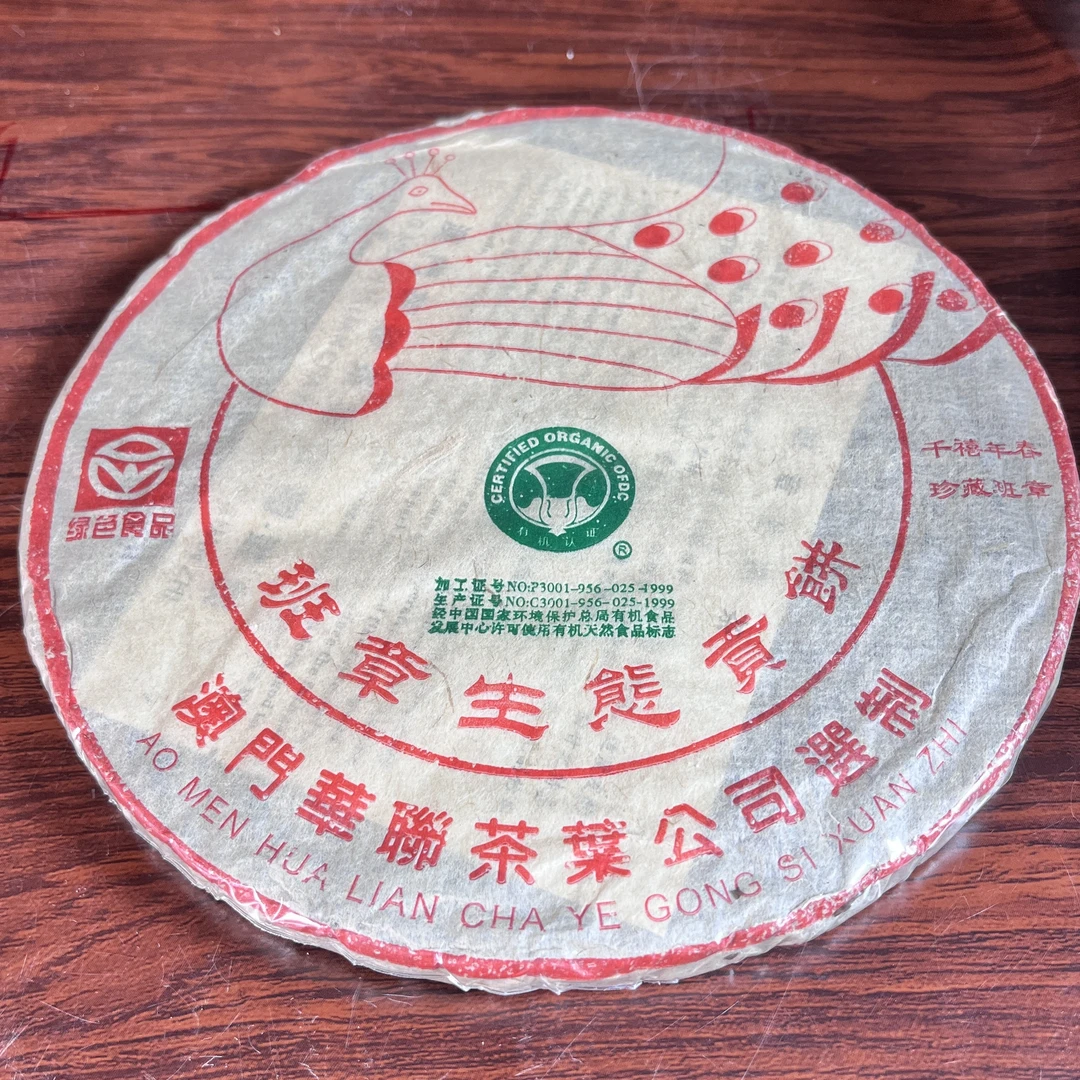 千禧年春
珍藏班章
绿色食品
CERTIFIED ORGANIC OFDC
有机认证
®
加工证号NO:P3001-956-025-1999
生产证号NO:C3001-956-025-1999
经中国国家环境保护总局有机食品
发展中心许可使用有机天然食品标志
班章生態貢餅
澳門華聯茶葉公司選制
AO MEN HUA LIAN CHA YE GONG SI XUAN ZHI